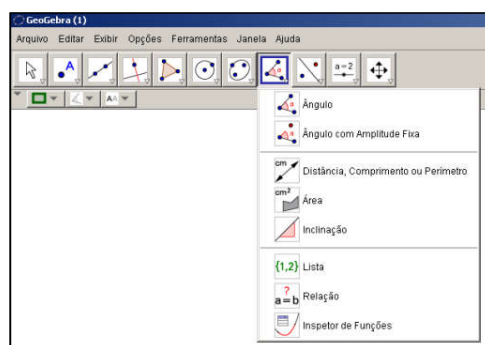 GeoGebra (1)
Arquivo Editar Exibir Opções Ferramentas Janela Ajuda
A
α
a=2
AA
α Ângulo
α Ângulo com Amplitude Fixa
cm Distância, Comprimento ou Perímetro
cm² Área
Inclinação
{1,2} Lista
? a=b Relação
Inspetor de Funções